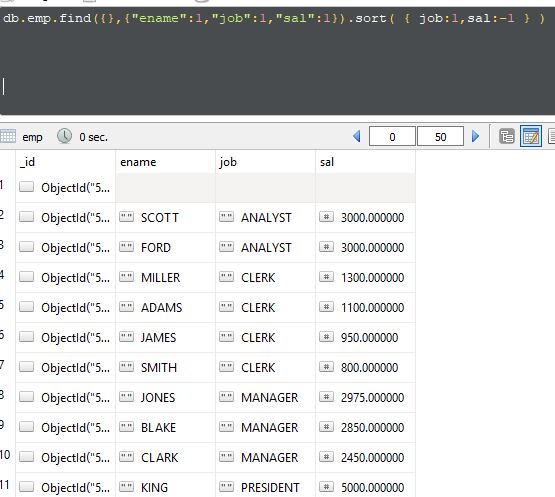 db.emp.find({},{"ename":1,"job":1,"sal":1}).sort( { job:1,sal:-1 } )
emp 0 sec. 0 50
_id ename job sal
1 ObjectId("5...
2 ObjectId("5... "" SCOTT "" ANALYST # 3000.000000
3 ObjectId("5... "" FORD "" ANALYST # 3000.000000
4 ObjectId("5... "" MILLER "" CLERK # 1300.000000
5 ObjectId("5... "" ADAMS "" CLERK # 1100.000000
6 ObjectId("5... "" JAMES "" CLERK # 950.000000
7 ObjectId("5... "" SMITH "" CLERK # 800.000000
8 ObjectId("5... "" JONES "" MANAGER # 2975.000000
9 ObjectId("5... "" BLAKE "" MANAGER # 2850.000000
10 ObjectId("5... "" CLARK "" MANAGER # 2450.000000
11 ObjectId("5... "" KING "" PRESIDENT # 5000.000000